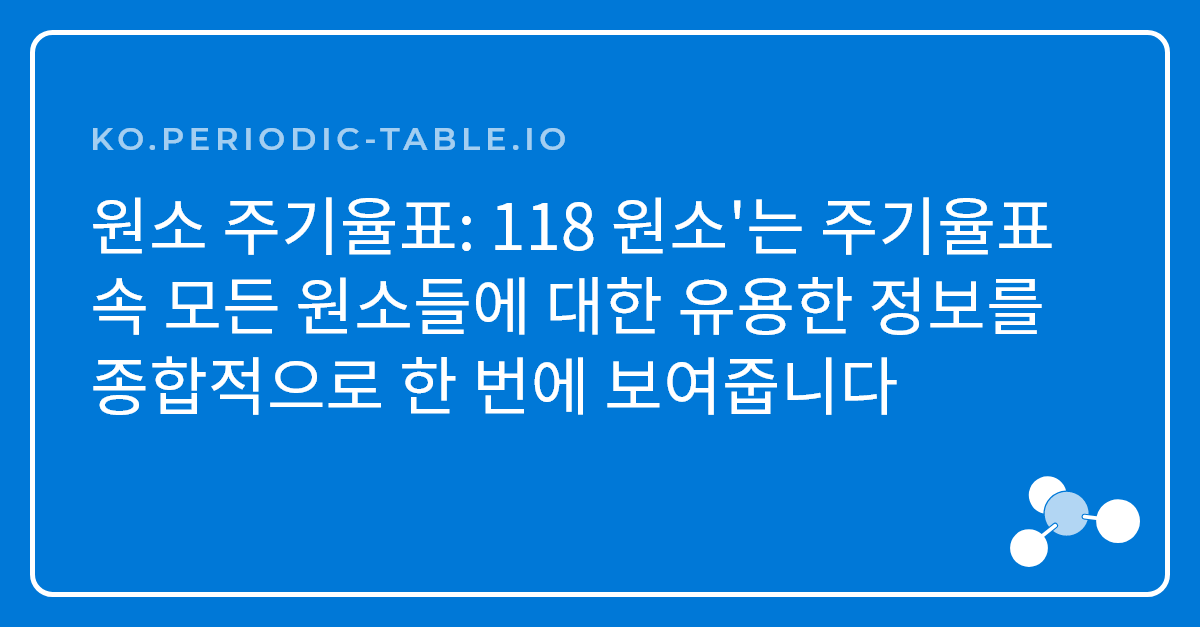 KO.PERIODIC-TABLE.IO
원소 주기율표: 118 원소'는 주기율표
속 모든 원소들에 대한 유용한 정보를
종합적으로 한 번에 보여줍니다